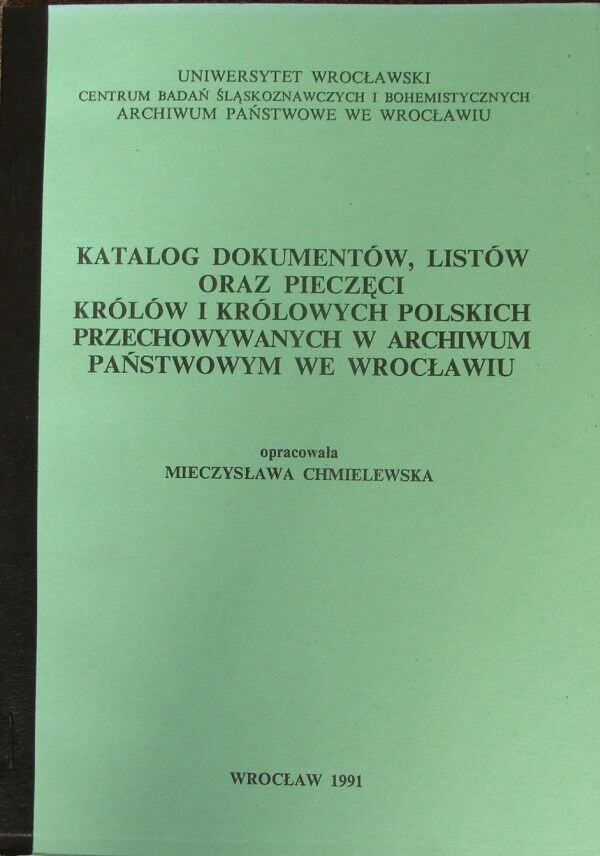 UNIWERSYTET WROCŁAWSKI
CENTRUM BADAŃ ŚLĄSKOZNAWCZYCH I BOHEMISTYCZNYCH
ARCHIWUM PAŃSTWOWE WE WROCŁAWIU
KATALOG DOKUMENTÓW, LISTÓW
ORAZ PIECZĘCI
KRÓLÓW I KRÓLOWYCH POLSKICH
PRZECHOWYWANYCH W ARCHIWUM
PAŃSTWOWYM WE WROCŁAWIU
opracowała
MIECZYSŁAWA CHMIELEWSKA
WROCŁAW 1991